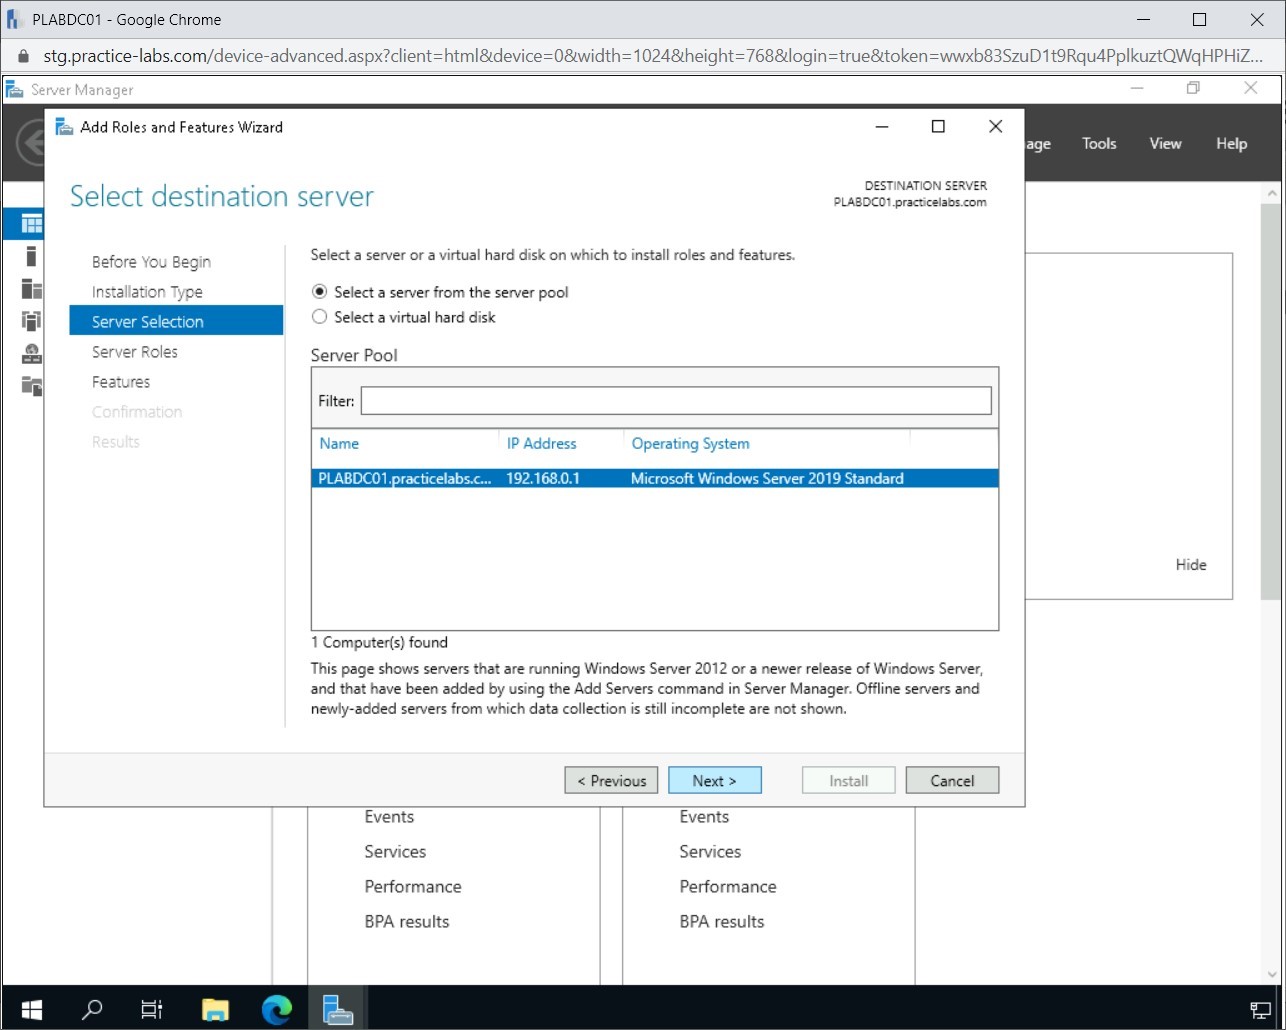 PLABDC01 - Google Chrome
stg.practice-labs.com/device-advanced.aspx?client=html&device=0&width=1024&height=768&login=true&token=wwxb83SzuD1t9Rqu4PplkuztQWqHPHiZ...
Server Manager
Add Roles and Features Wizard
age Tools View Help
Select destination server
DESTINATION SERVER
PLABDC01.practicelabs.com
Before You Begin
Installation Type
Server Selection
Server Roles
Features
Confirmation
Results
Select a server or a virtual hard disk on which to install roles and features.
Select a server from the server pool
Select a virtual hard disk
Server Pool
Filter:
Name IP Address Operating System
PLABDC01.practicelabs.c... 192.168.0.1 Microsoft Windows Server 2019 Standard
Hide
1 Computer(s) found
This page shows servers that are running Windows Server 2012 or a newer release of Windows Server,
and that have been added by using the Add Servers command in Server Manager. Offline servers and
newly-added servers from which data collection is still incomplete are not shown.
< Previous Next > Install Cancel
Events Events
Services Services
Performance Performance
BPA results BPA results